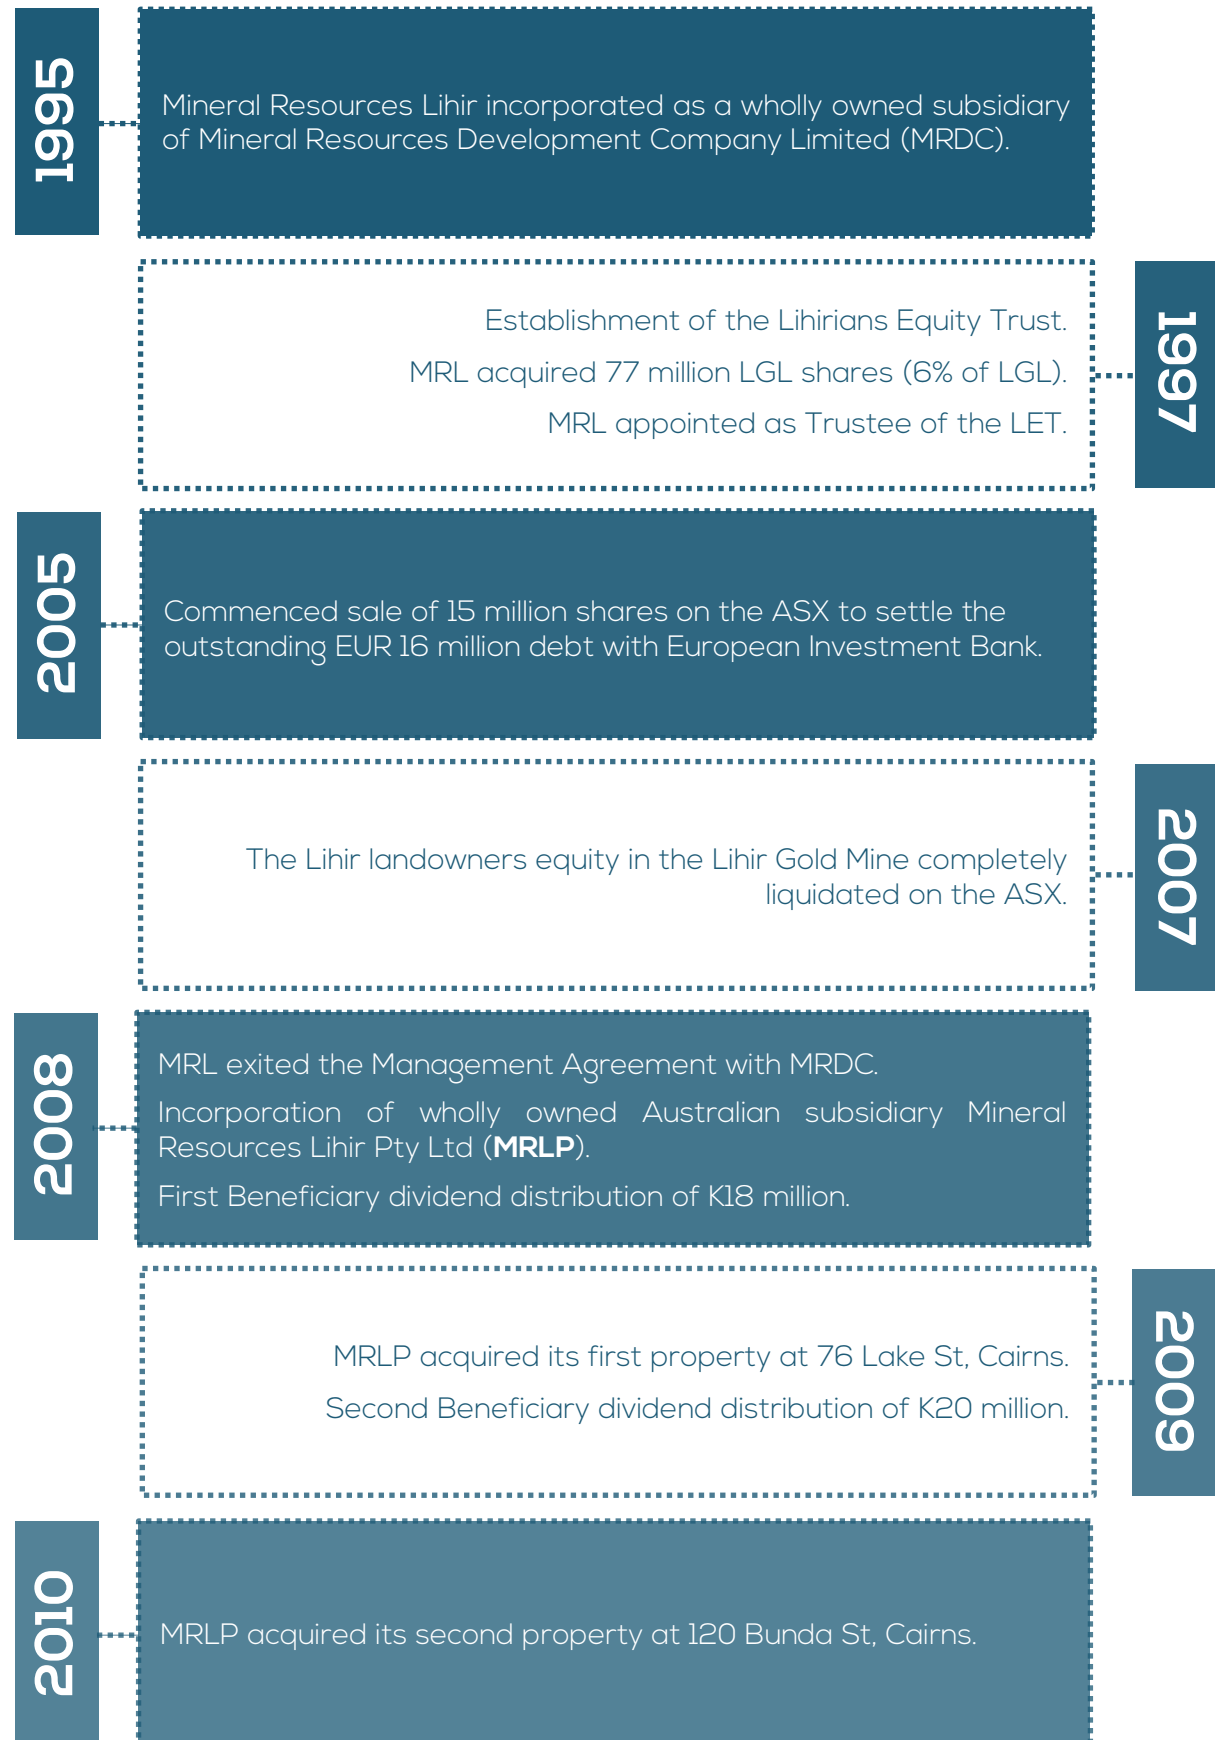 1995
Mineral Resources Lihir incorporated as a wholly owned subsidiary
of Mineral Resources Development Company Limited (MRDC).
1997
Establishment of the Lihirians Equity Trust.
MRL acquired 77 million LGL shares (6% of LGL).
MRL appointed as Trustee of the LET.
2005
Commenced sale of 15 million shares on the ASX to settle the
outstanding EUR 16 million debt with European Investment Bank.
2007
The Lihir landowners equity in the Lihir Gold Mine completely
liquidated on the ASX.
2008
MRL exited the Management Agreement with MRDC.
Incorporation of wholly owned Australian subsidiary Mineral
Resources Lihir Pty Ltd (MRLP).
First Beneficiary dividend distribution of K18 million.
2009
MRLP acquired its first property at 76 Lake St, Cairns.
Second Beneficiary dividend distribution of K20 million.
2010
MRLP acquired its second property at 120 Bunda St, Cairns.